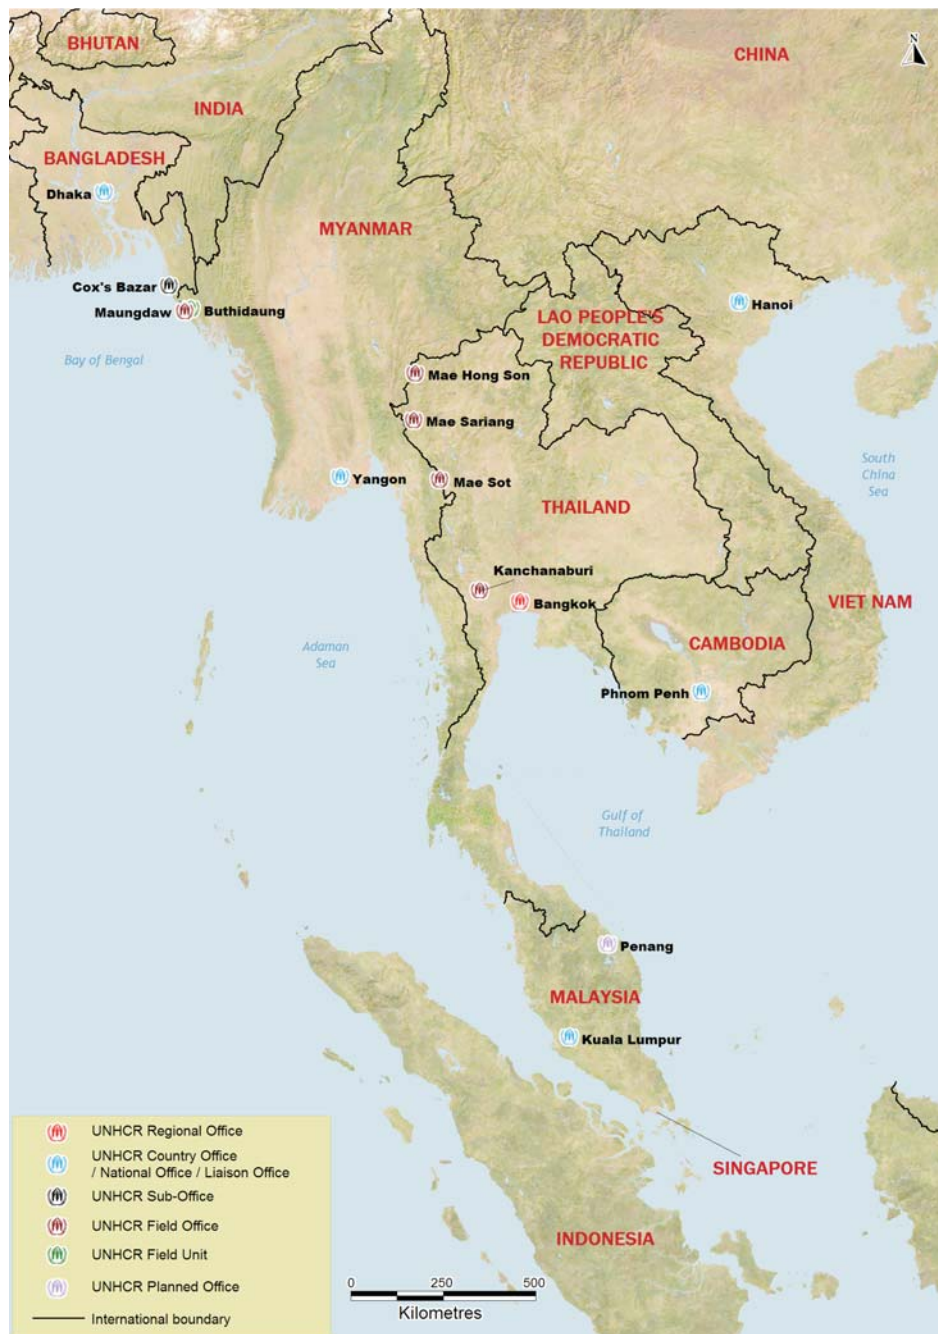 BHUTAN
CHINA
N
INDIA
BANGLADESH
Dhaka
MYANMAR
Cox's Bazar
Maungdaw
Buthidaung
Hanoi
LAO PEOPLE'S
DEMOCRATIC
REPUBLIC
Bay of Bengal
Mae Hong Son
Mae Sariang
South
China
Sea
Yangon
Mae Sot
THAILAND
Kanchanaburi
Bangkok
VIET NAM
CAMBODIA
Adaman
Sea
Phnom Penh
Gulf of
Thailand
Penang
MALAYSIA
Kuala Lumpur
SINGAPORE
INDONESIA
UNHCR Regional Office
UNHCR Country Office
/ National Office / Liaison Office
UNHCR Sub-Office
UNHCR Field Office
UNHCR Field Unit
UNHCR Planned Office
International boundary
0 250 500
Kilometres